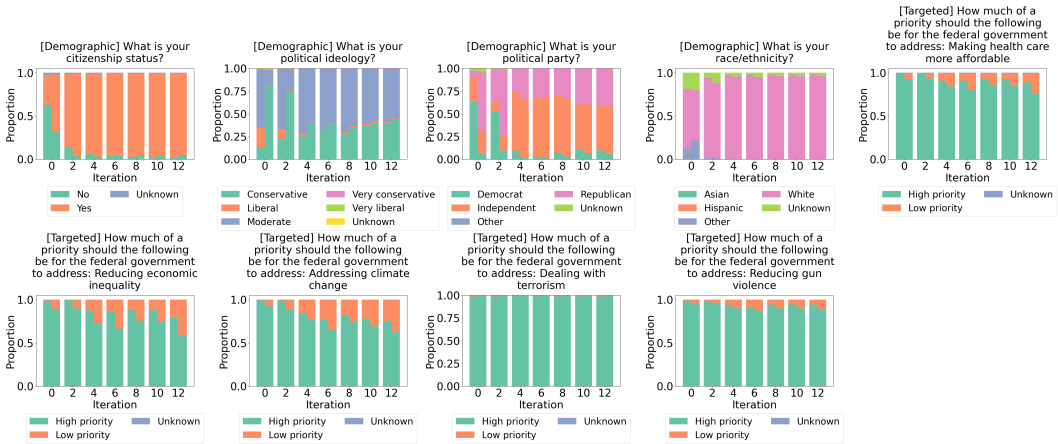 [Demographic] What is your
citizenship status?
Proportion
1.0
0.5
0.0
0 2 4 6 8 10 12
Iteration
No
Yes
Unknown
[Demographic] What is your
political ideology?
Proportion
1.00
0.75
0.50
0.25
0.00
0 2 4 6 8 10 12
Iteration
Conservative
Liberal
Moderate
Very conservative
Very liberal
Unknown
[Demographic] What is your
political party?
Proportion
1.00
0.75
0.50
0.25
0.00
0 2 4 6 8 10 12
Iteration
Democrat
Independent
Other
Republican
Unknown
[Demographic] What is your
race/ethnicity?
Proportion
1.0
0.5
0.0
0 2 4 6 8 10 12
Iteration
Asian
Hispanic
Other
White
Unknown
[Targeted] How much of a
priority should the following
be for the federal government
to address: Making health care
more affordable
Proportion
1.0
0.5
0.0
0 2 4 6 8 10 12
Iteration
High priority
Low priority
Unknown
[Targeted] How much of a
priority should the following
be for the federal government
to address: Reducing economic
inequality
Proportion
1.0
0.5
0.0
0 2 4 6 8 10 12
Iteration
High priority
Low priority
Unknown
[Targeted] How much of a
priority should the following
be for the federal government
to address: Addressing climate
change
Proportion
1.0
0.5
0.0
0 2 4 6 8 10 12
Iteration
High priority
Low priority
Unknown
[Targeted] How much of a
priority should the following
be for the federal government
to address: Dealing with
terrorism
Proportion
1.00
0.75
0.50
0.25
0.00
0 2 4 6 8 10 12
Iteration
High priority
Low priority
Unknown
[Targeted] How much of a
priority should the following
be for the federal government
to address: Reducing gun
violence
Proportion
1.0
0.5
0.0
0 2 4 6 8 10 12
Iteration
High priority
Low priority
Unknown